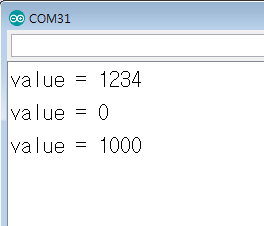 COM31
value = 1234
value = 0
value = 1000